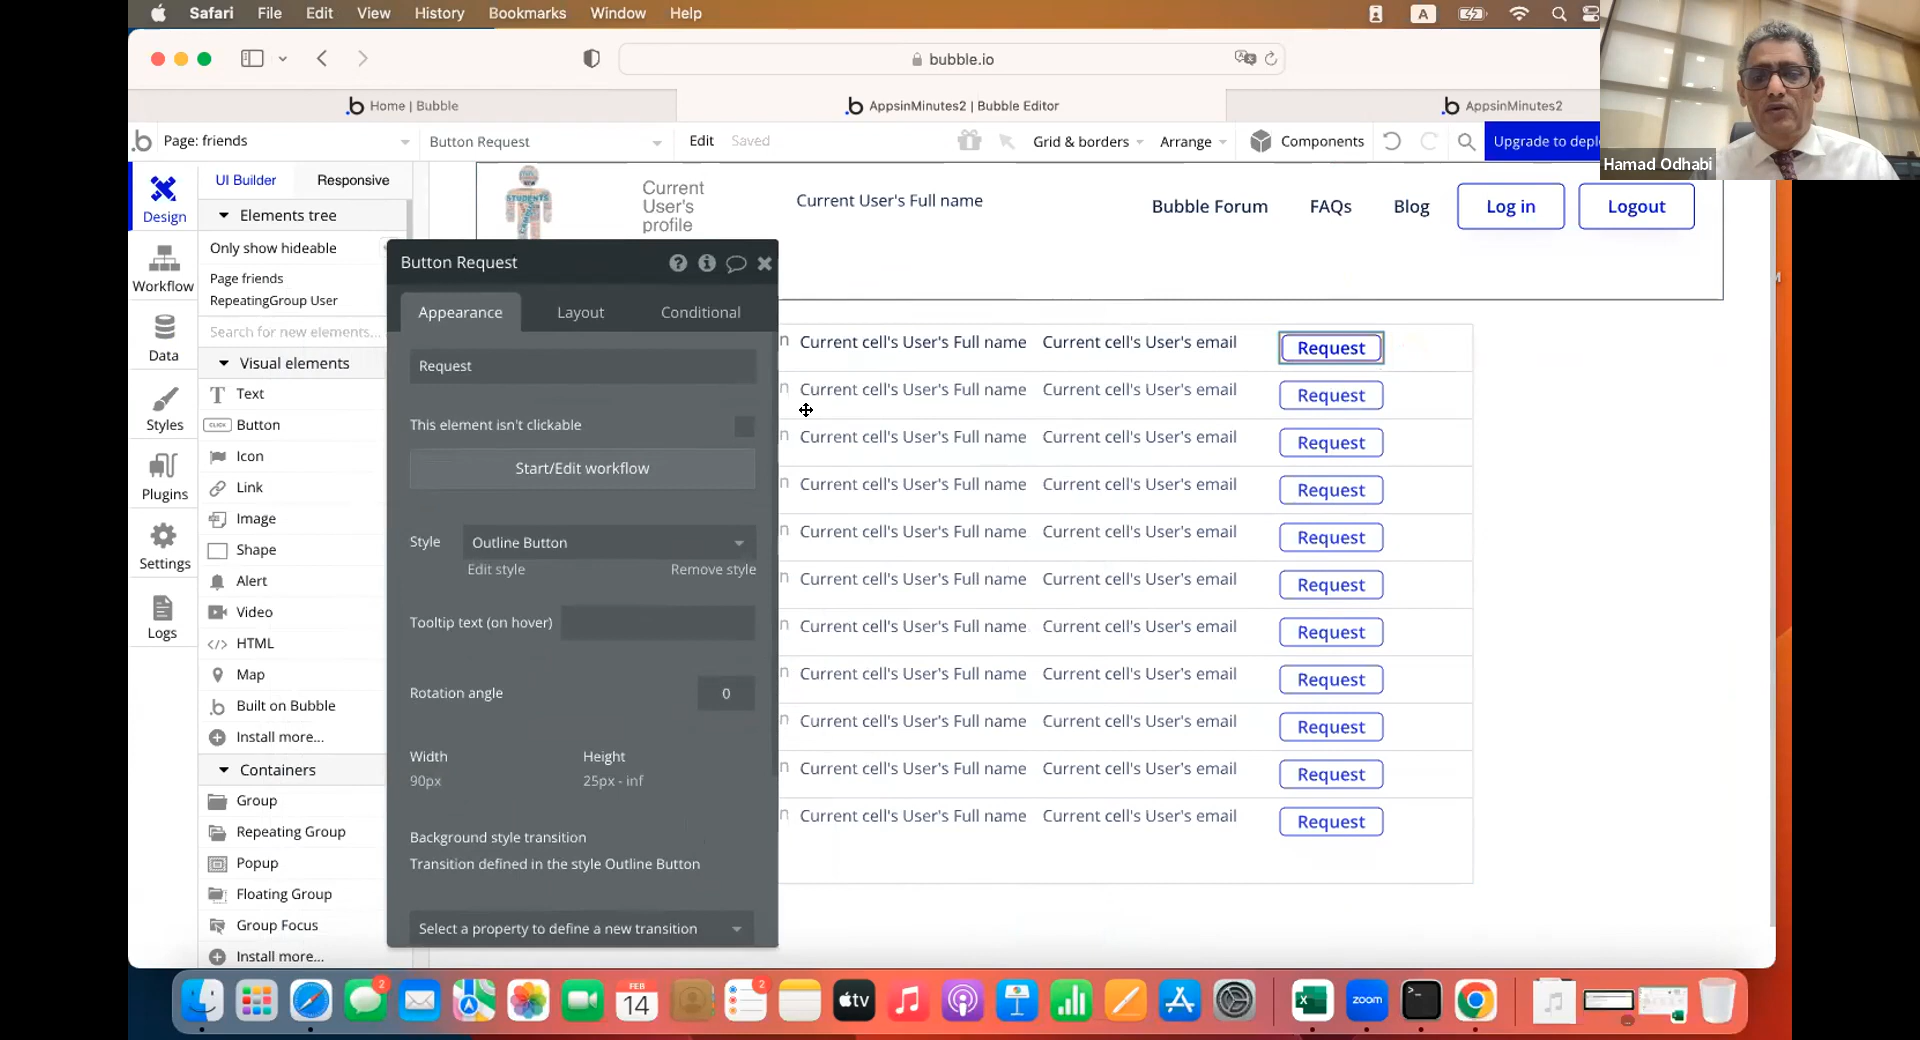 Safari File Edit View History Bookmarks Window Help
A
bubble.io
Home | Bubble
AppsinMinutes2 | Bubble Editor
AppsinMinutes2
Page: friends
Button Request
Edit
Saved
Grid & borders
Arrange
Components
Upgrade to depl
Hamad Odhabi
Design
Workflow
Data
Styles
Plugins
Settings
Logs
UI Builder
Responsive
Elements tree
Only show hideable
Page friends
RepeatingGroup User
Search for new elements...
Visual elements
Text
CLICK
Button
Icon
Link
Image
Shape
Alert
Video
HTML
Map
Built on Bubble
Install more...
Containers
Group
Repeating Group
Popup
Floating Group
Group Focus
Install more...
STUDENTS
Current
User's
profile
Current User's Full name
Bubble Forum
FAQs
Blog
Log in
Logout
Button Request
Appearance
Layout
Conditional
Request
This element isn't clickable
Start/Edit workflow
Style
Outline Button
Edit style
Remove style
Tooltip text (on hover)
Rotation angle
0
Width
Height
90px
25px - inf
Background style transition
Transition defined in the style Outline Button
Select a property to define a new transition
n Current cell's User's Full name Current cell's User's email Request
n Current cell's User's Full name Current cell's User's email Request
n Current cell's User's Full name Current cell's User's email Request
n Current cell's User's Full name Current cell's User's email Request
n Current cell's User's Full name Current cell's User's email Request
n Current cell's User's Full name Current cell's User's email Request
n Current cell's User's Full name Current cell's User's email Request
n Current cell's User's Full name Current cell's User's email Request
n Current cell's User's Full name Current cell's User's email Request
n Current cell's User's Full name Current cell's User's email Request
n Current cell's User's Full name Current cell's User's email Request
2
FEB
14
2
tv
zoom